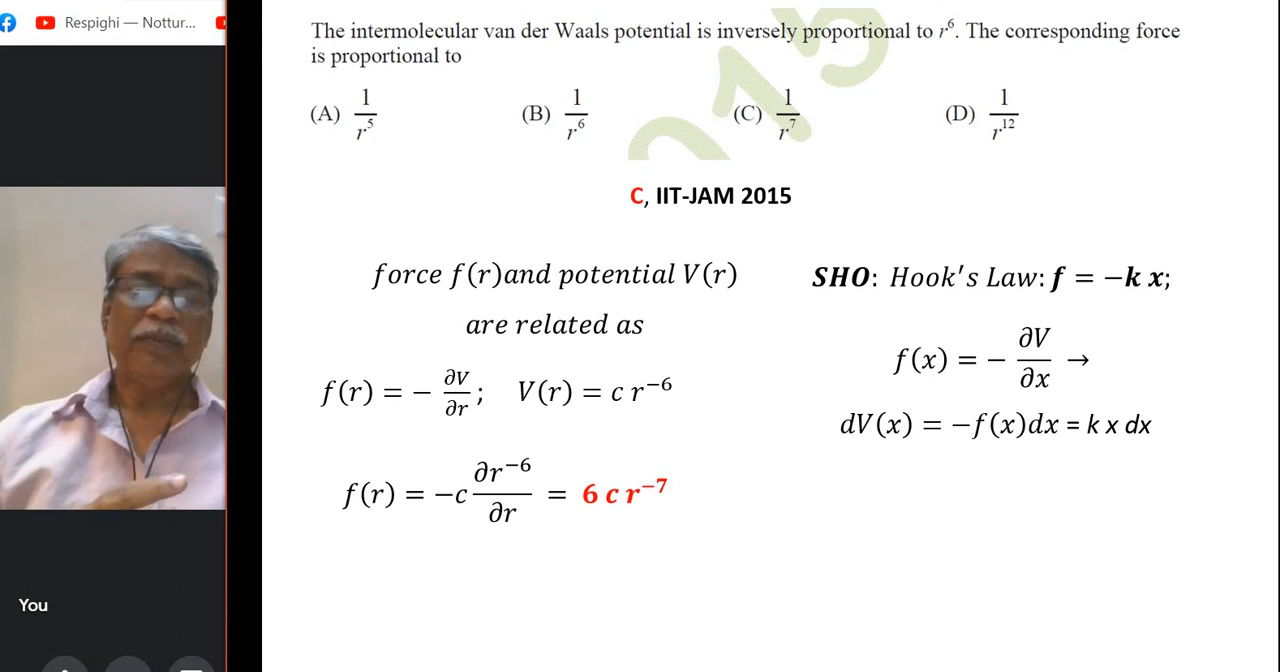 Respighi — Nottur...
The intermolecular van der Waals potential is inversely proportional to r⁶. The corresponding force
is proportional to
(A) 1/r⁵ (B) 1/r⁶ (C) 1/r⁷ (D) 1/r¹²
C, IIT-JAM 2015
force f(r)and potential V(r)
are related as
f(r) = − ∂V/∂r ; V(r) = c r⁻⁶
f(r) = −c ∂r⁻⁶/∂r = 6 c r⁻⁷
SHO: Hook's Law: f = −k x;
f(x) = − ∂V/∂x →
dV(x) = −f(x)dx = k x dx
You